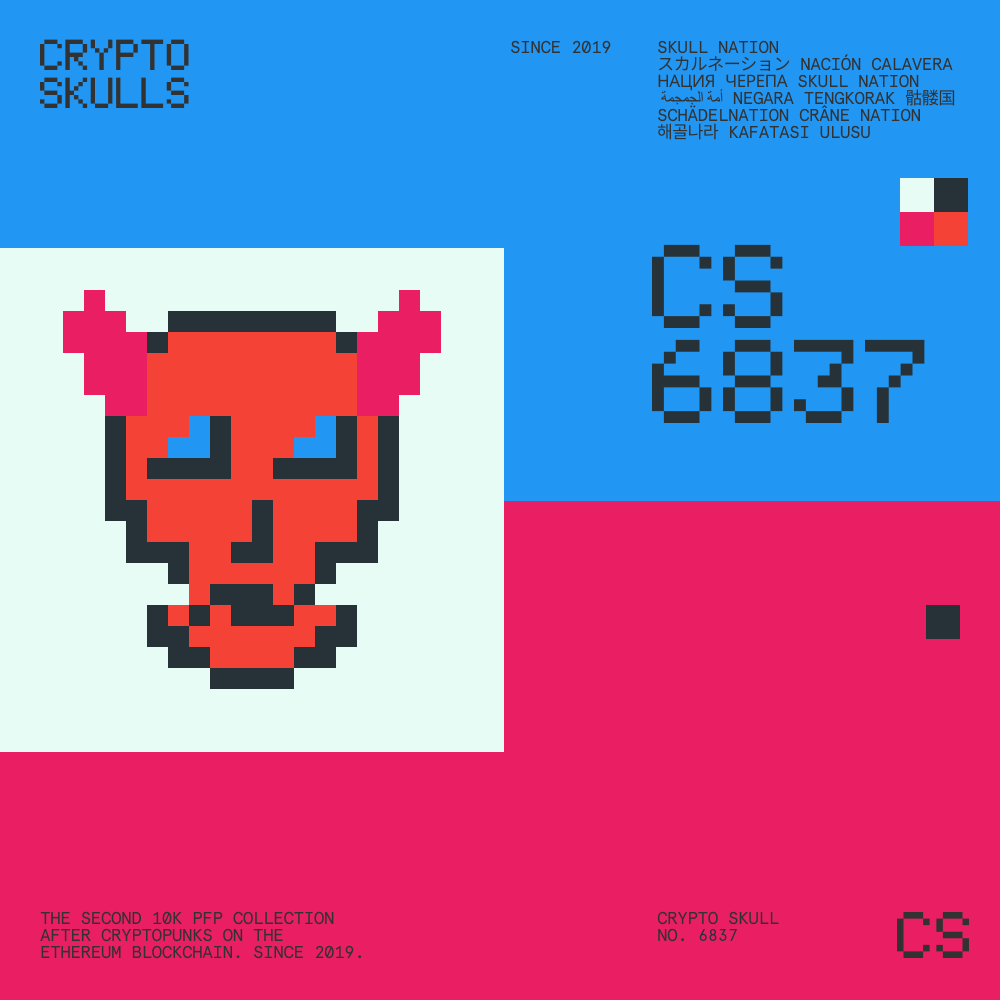 CRYPTO
SKULLS
SINCE 2019
SKULL NATION
スカルネーション NACIÓN CALAVERA
НАЦИЯ ЧЕРЕПА SKULL NATION
أمة الجمجمة NEGARA TENGKORAK 骷髅国
SCHÄDELNATION CRÂNE NATION
해골나라 KAFATASI ULUSU
CS
6837
THE SECOND 10K PFP COLLECTION
AFTER CRYPTOPUNKS ON THE
ETHEREUM BLOCKCHAIN. SINCE 2019.
CRYPTO SKULL
NO. 6837
CS